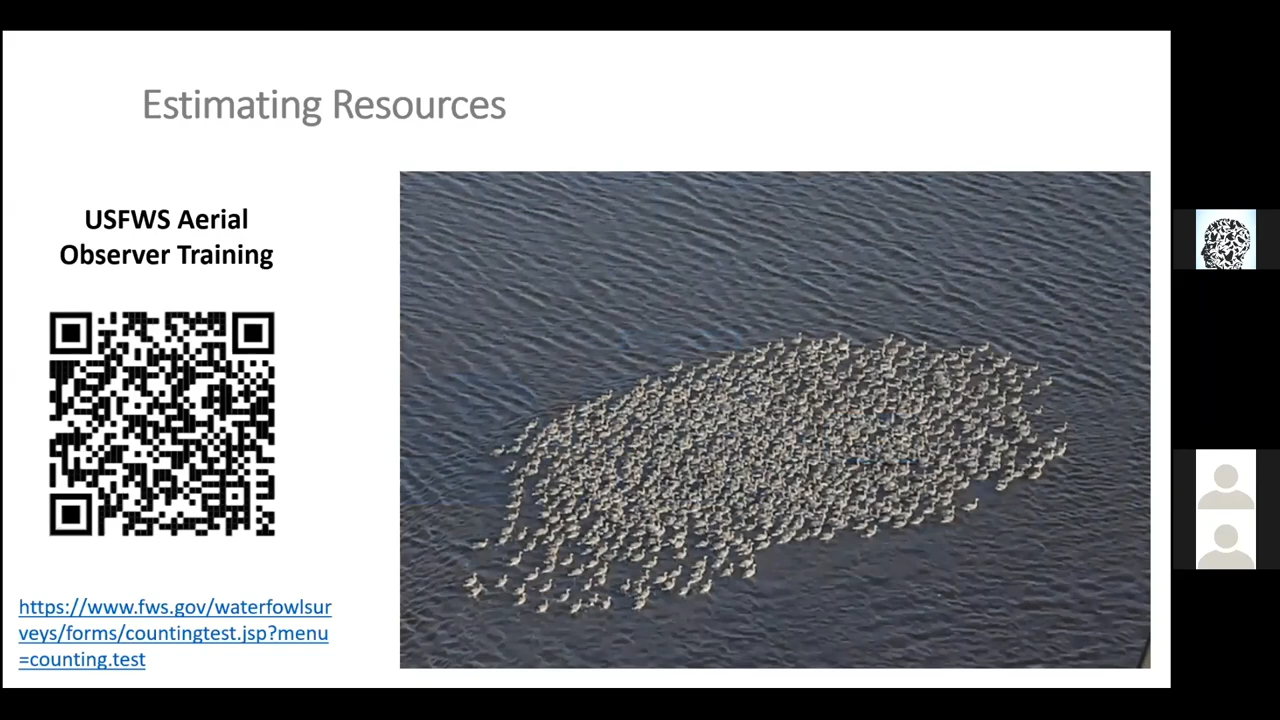 Estimating Resources
USFWS Aerial
Observer Training
https://www.fws.gov/waterfowlsur
veys/forms/countingtest.jsp?menu
=counting.test